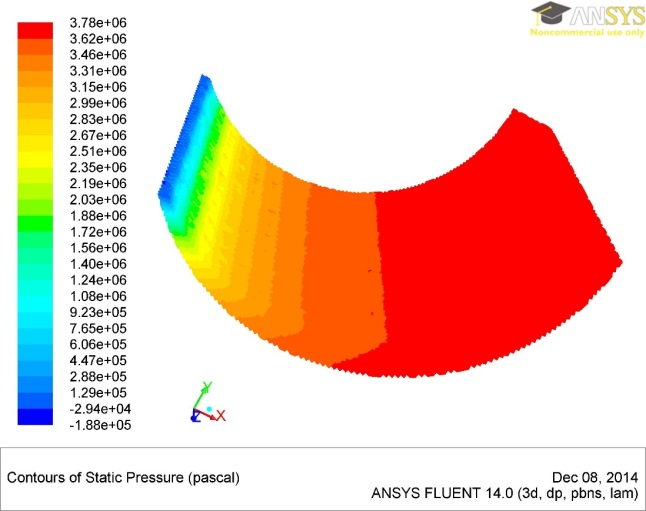 3.78e+06
3.62e+06
3.46e+06
3.31e+06
3.15e+06
2.99e+06
2.83e+06
2.67e+06
2.51e+06
2.35e+06
2.19e+06
2.03e+06
1.88e+06
1.72e+06
1.56e+06
1.40e+06
1.24e+06
1.08e+06
9.23e+05
7.65e+05
6.06e+05
4.47e+05
2.88e+05
1.29e+05
-2.94e+04
-1.88e+05
ANSYS
Noncommercial use only
Y
Z X
Contours of Static Pressure (pascal)
Dec 08, 2014
ANSYS FLUENT 14.0 (3d, dp, pbns, lam)